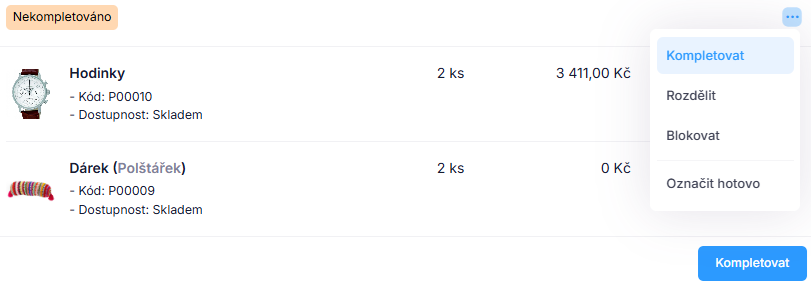 Nekompletováno
Kompletovat
Hodinky 2 ks 3 411,00 Kč
- Kód: P00010
- Dostupnost: Skladem
Rozdělit
Blokovat
Dárek (Polštářek) 2 ks 0 Kč
- Kód: P00009
- Dostupnost: Skladem
Označit hotovo
Kompletovat